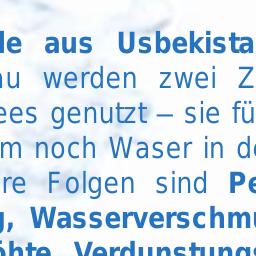 le aus Usbekista
au werden zwei Z
ees genutzt – sie fü
m noch Waser in de
re Folgen sind Pe
g, Wasserverschmu
öhte Verdunstungs